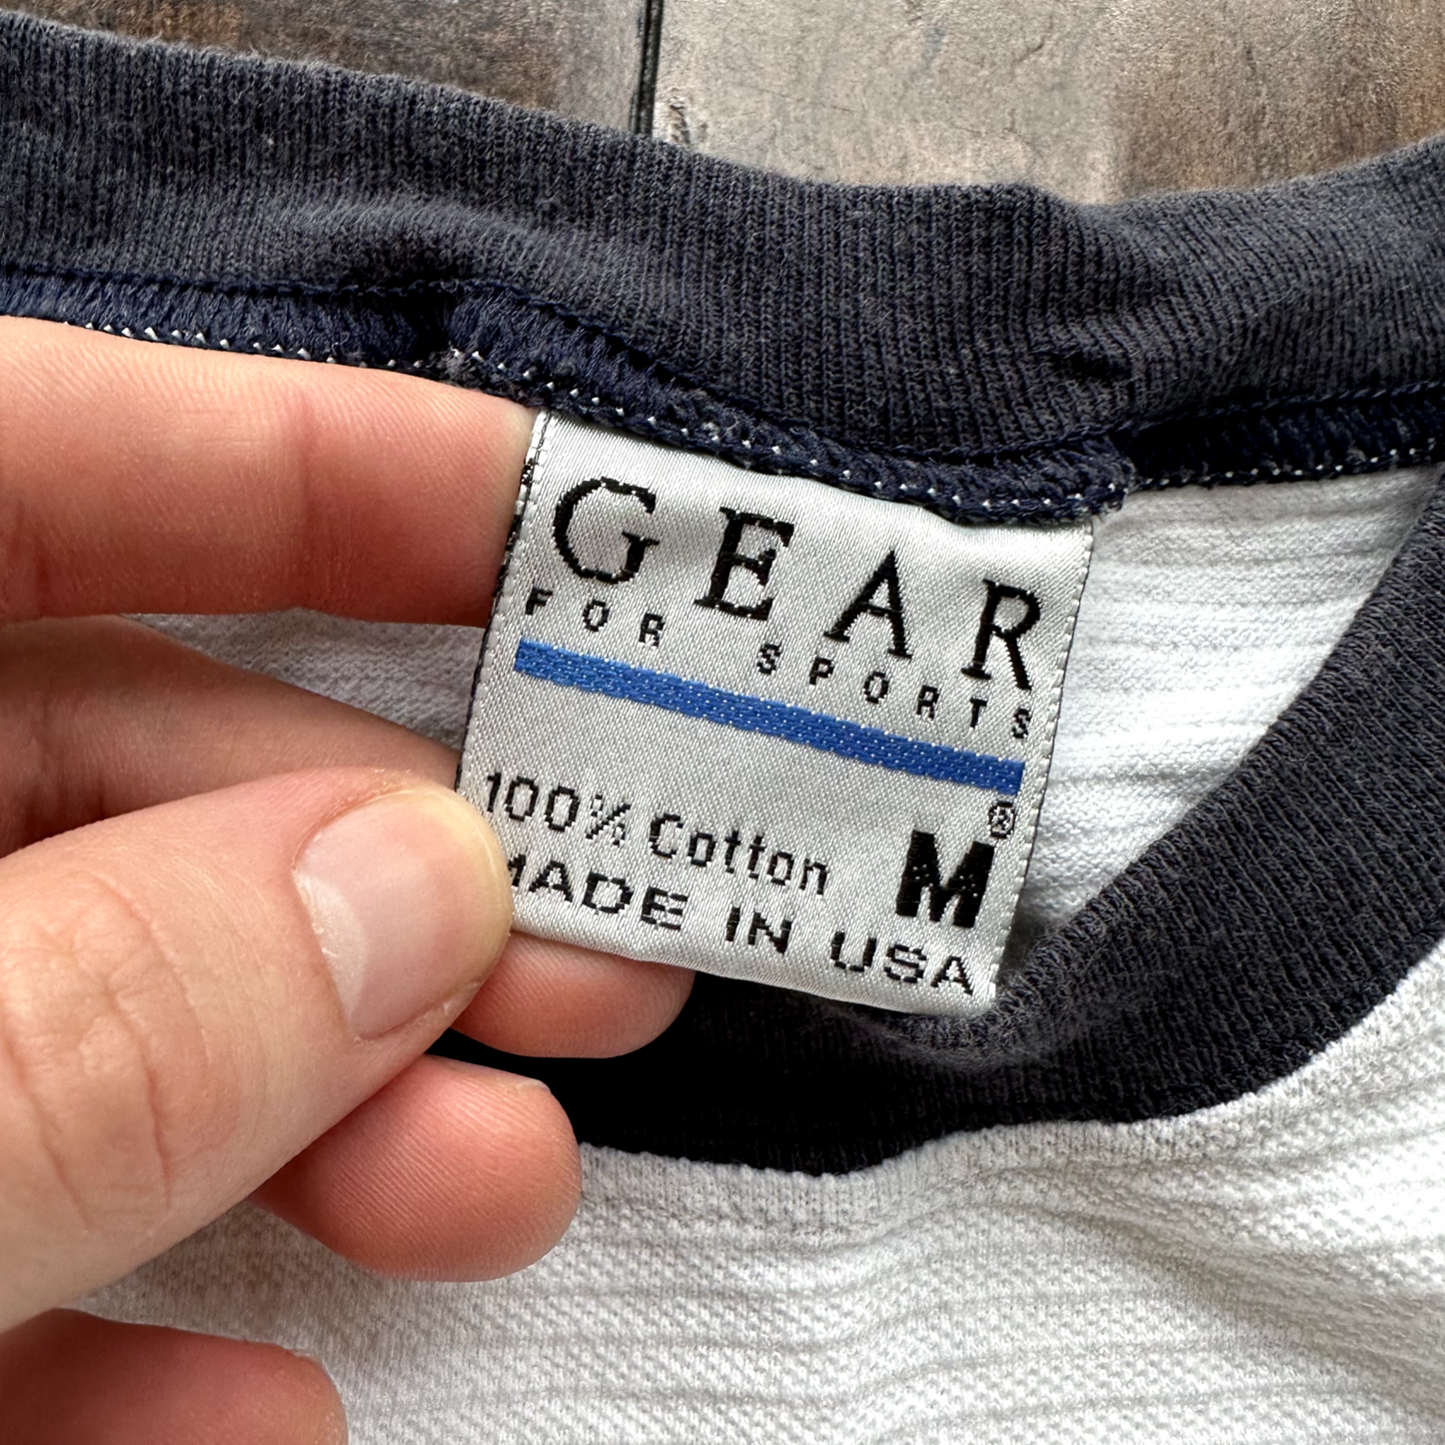 GEAR
FOR SPORTS
®
100% Cotton M
MADE IN USA